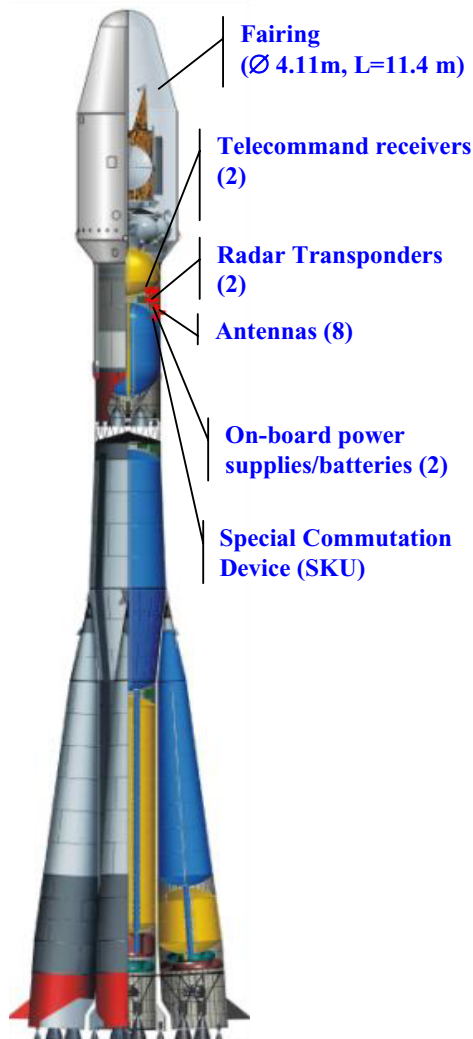 Fairing
(∅ 4.11m, L=11.4 m)
Telecommand receivers
(2)
Radar Transponders
(2)
Antennas (8)
On-board power
supplies/batteries (2)
Special Commutation
Device (SKU)